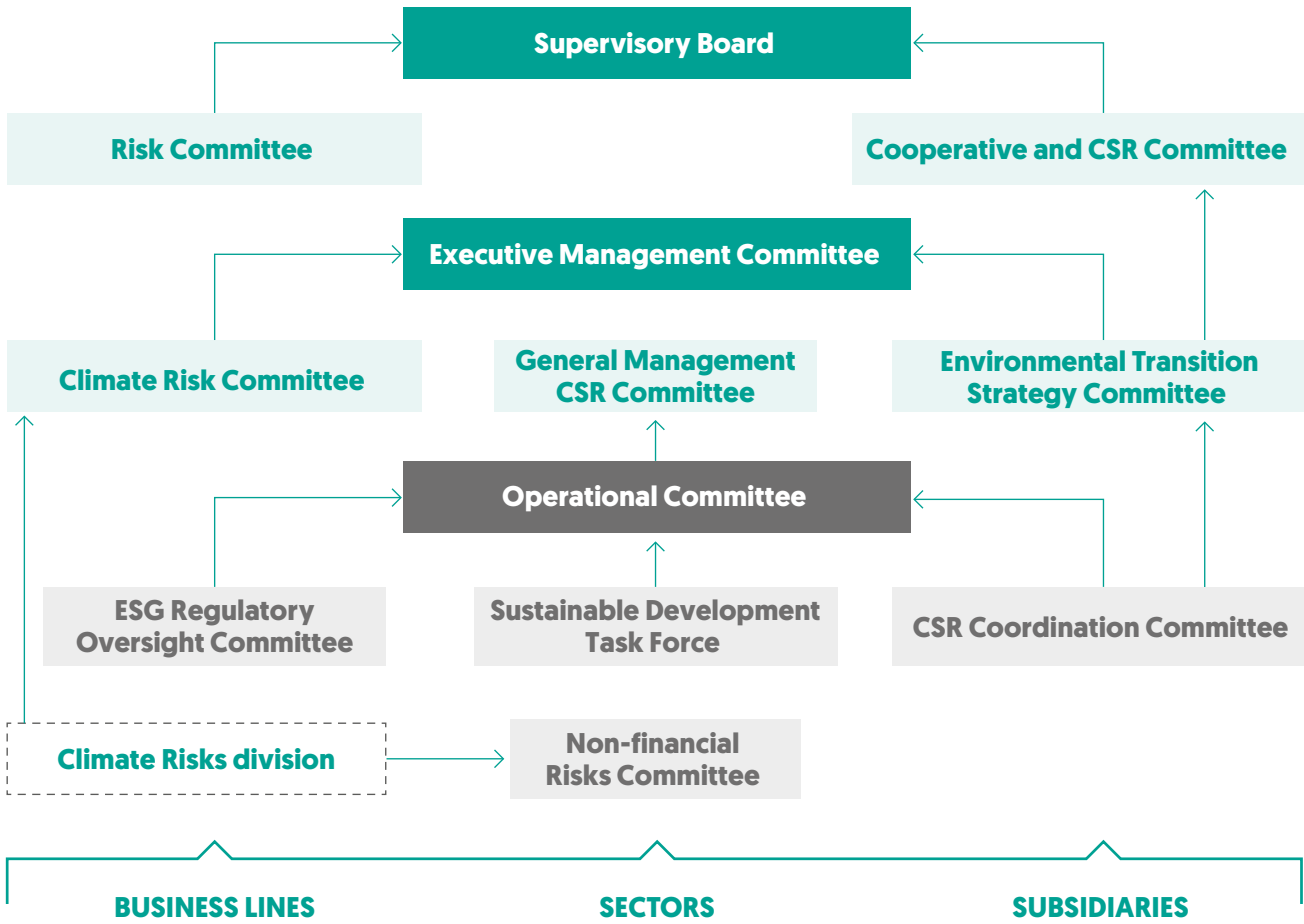 Supervisory Board
Risk Committee
Cooperative and CSR Committee
Executive Management Committee
Climate Risk Committee
General Management
CSR Committee
Environmental Transition
Strategy Committee
Operational Committee
ESG Regulatory
Oversight Committee
Sustainable Development
Task Force
CSR Coordination Committee
Climate Risks division
Non-financial
Risks Committee
BUSINESS LINES
SECTORS
SUBSIDIARIES